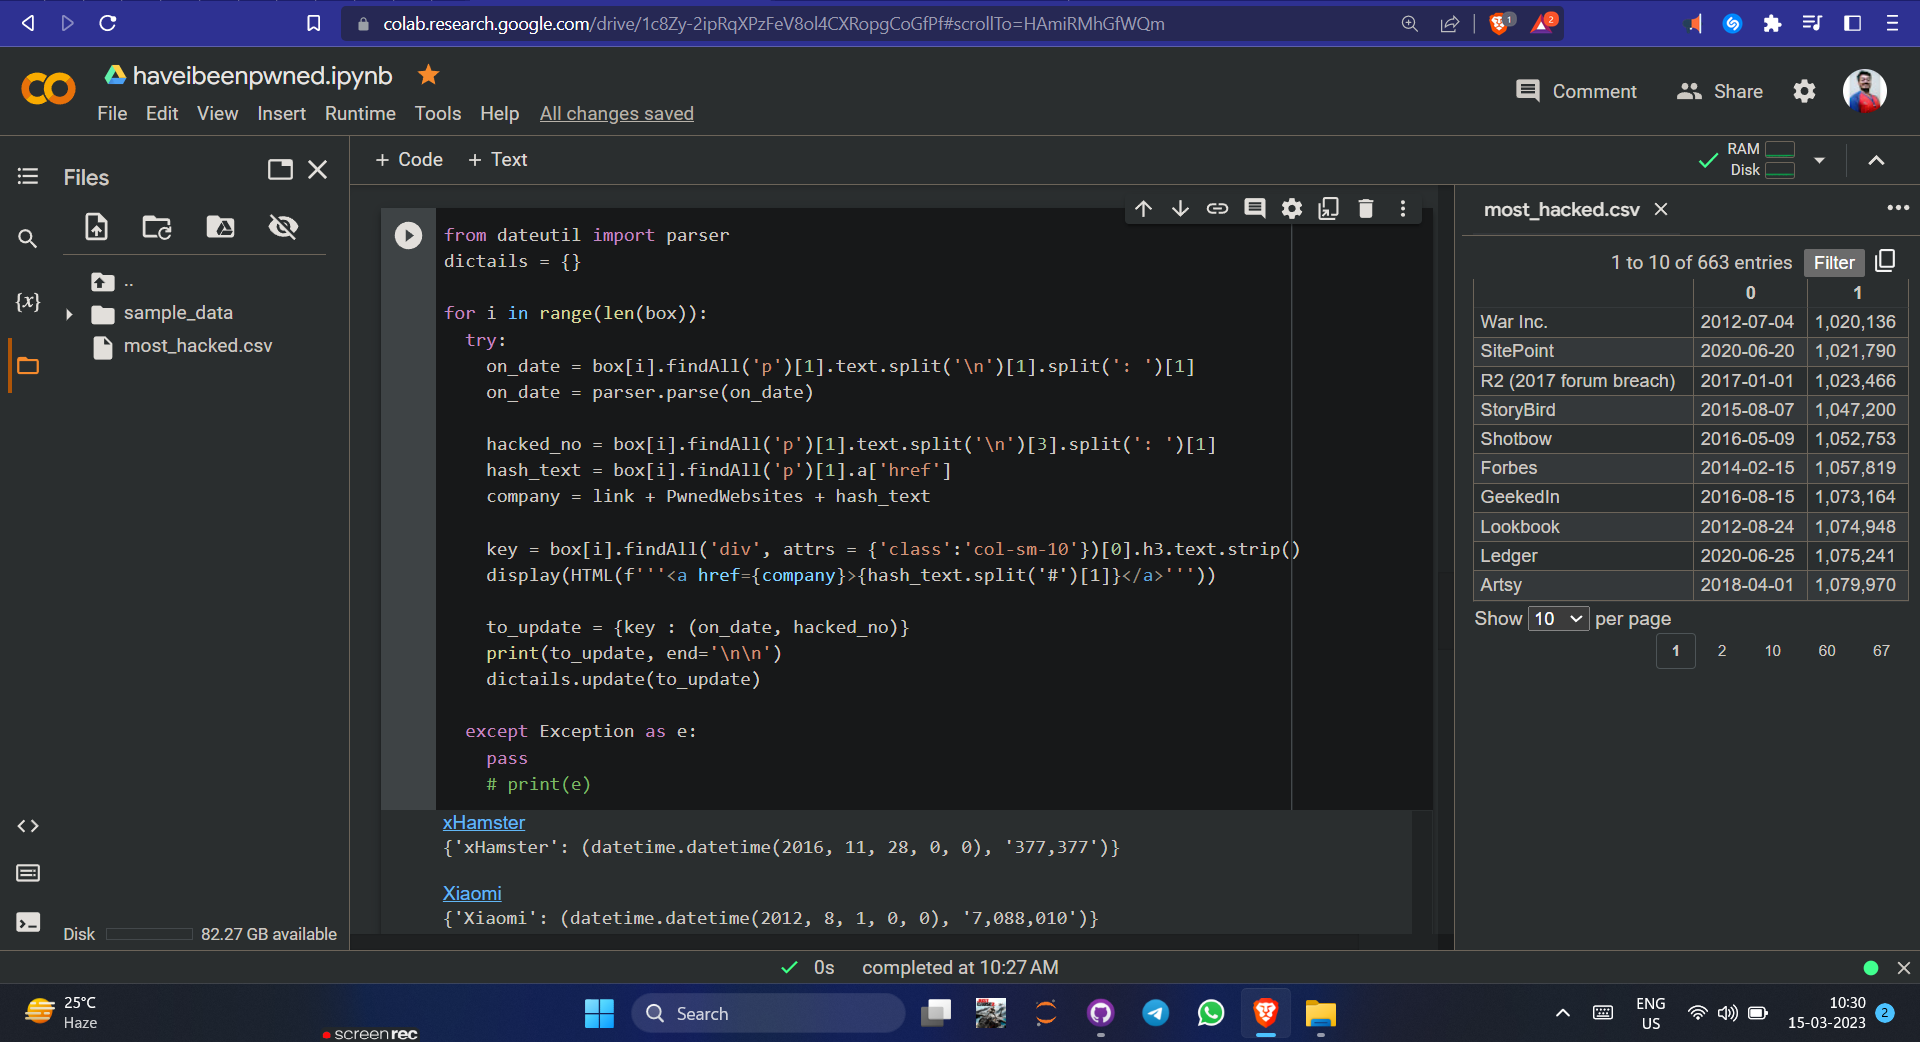 colab.research.google.com/drive/1c8Zy-2ipRqXPzFeV8ol4CXRopgCoGfPf#scrollTo=HAmiRMhGfWQm
1
2
haveibeenpwned.ipynb
File Edit View Insert Runtime Tools Help All changes saved
Comment
Share
Files
+ Code + Text
RAM
Disk
..
sample_data
most_hacked.csv
{x}
from dateutil import parser
dictails = {}
for i in range(len(box)):
  try:
    on_date = box[i].findAll('p')[1].text.split('\n')[1].split(': ')[1]
    on_date = parser.parse(on_date)
    hacked_no = box[i].findAll('p')[1].text.split('\n')[3].split(': ')[1]
    hash_text = box[i].findAll('p')[1].a['href']
    company = link + PwnedWebsites + hash_text
    key = box[i].findAll('div', attrs = {'class':'col-sm-10'})[0].h3.text.strip()
    display(HTML(f'''<a href={company}>{hash_text.split('#')[1]}</a>'''))
    to_update = {key : (on_date, hacked_no)}
    print(to_update, end='\n\n')
    dictails.update(to_update)
  except Exception as e:
    pass
    # print(e)
xHamster
{'xHamster': (datetime.datetime(2016, 11, 28, 0, 0), '377,377')}
Xiaomi
{'Xiaomi': (datetime.datetime(2012, 8, 1, 0, 0), '7,088,010')}
most_hacked.csv
1 to 10 of 663 entries Filter
0 1
War Inc. 2012-07-04 1,020,136
SitePoint 2020-06-20 1,021,790
R2 (2017 forum breach) 2017-01-01 1,023,466
StoryBird 2015-08-07 1,047,200
Shotbow 2016-05-09 1,052,753
Forbes 2014-02-15 1,057,819
GeekedIn 2016-08-15 1,073,164
Lookbook 2012-08-24 1,074,948
Ledger 2020-06-25 1,075,241
Artsy 2018-04-01 1,079,970
Show 10 per page
1 2 10 60 67
Disk 82.27 GB available
0s completed at 10:27 AM
25°C
Haze
screenrec
Search
ENG
US
10:30
15-03-2023
2